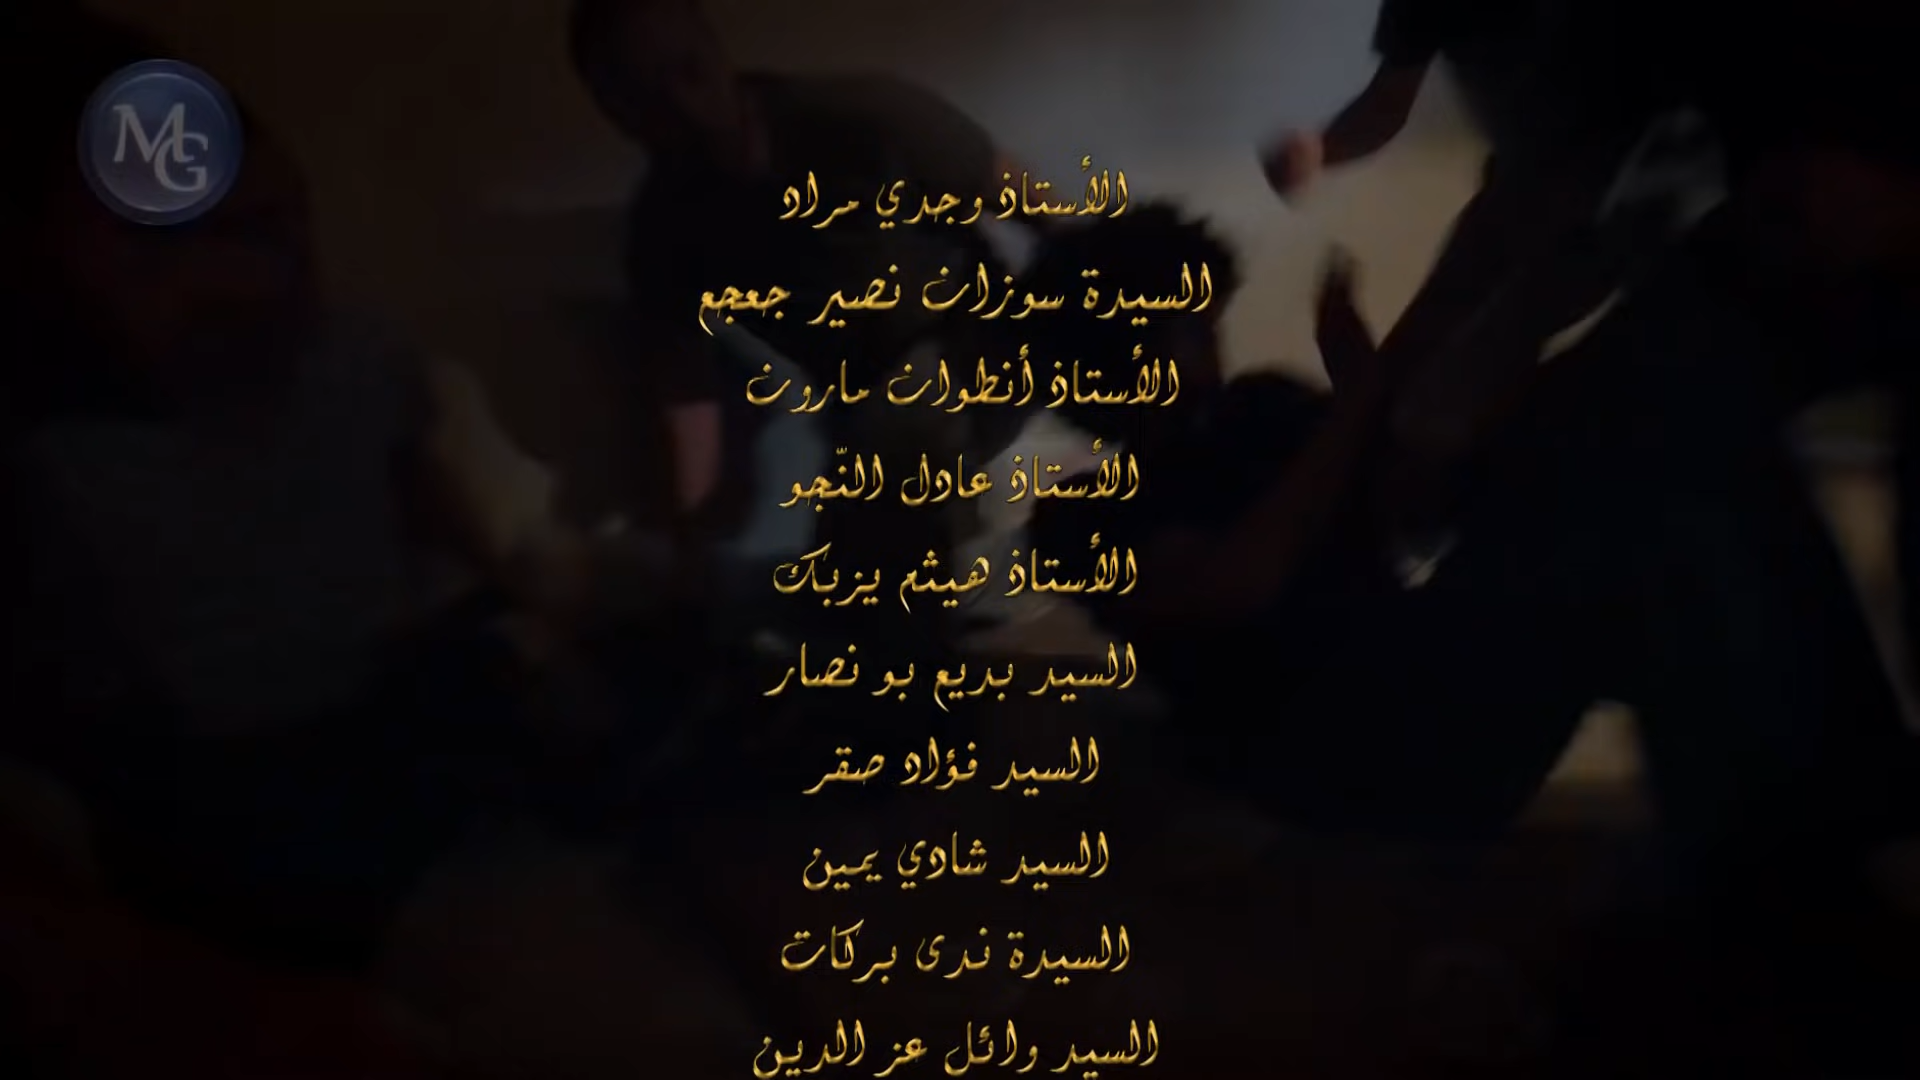 MG
الأستاذ وجدي مراد
السيدة سوزان نصير جعجع
الأستاذ أنطوان مارون
الأستاذ عادل النّجو
الأستاذ هيثم يزبك
السيد بديع بو نصار
السيد فؤاد صقر
السيد شادي يمين
السيدة ندى بركات
السيد وائل عز الدين